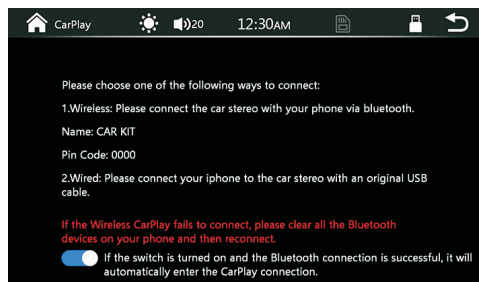 CarPlay 20 12:30AM
Please choose one of the following ways to connect:
1.Wireless: Please connect the car stereo with your phone via bluetooth.
Name: CAR KIT
Pin Code: 0000
2.Wired: Please connect your iphone to the car stereo with an original USB
cable.
If the Wireless CarPlay fails to connect, please clear all the Bluetooth
devices on your phone and then reconnect.
If the switch is turned on and the Bluetooth connection is successful, it will
automatically enter the CarPlay connection.